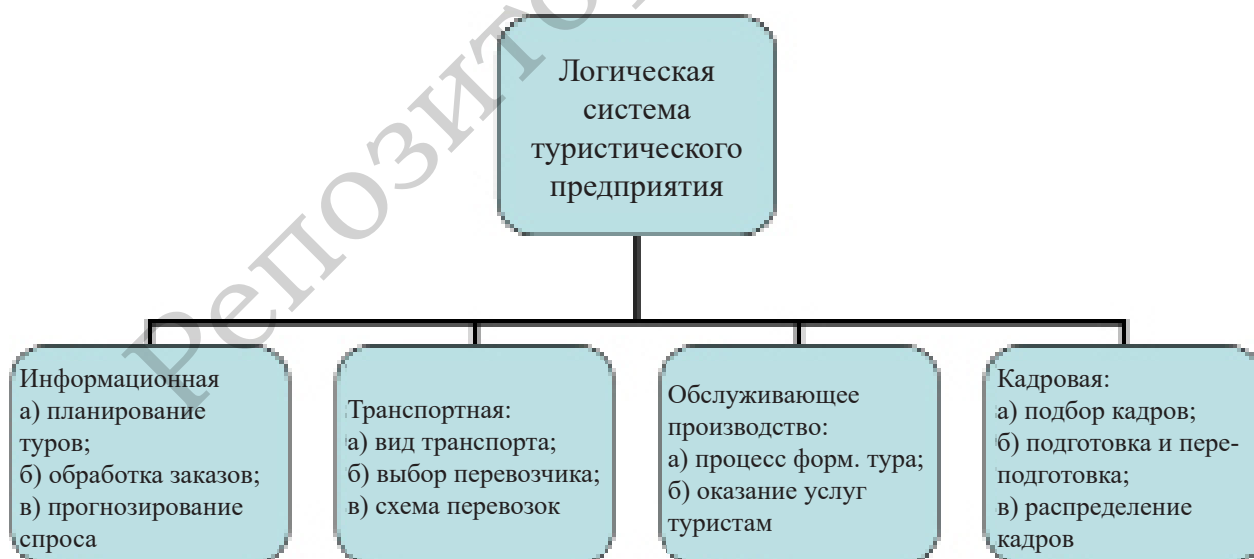 Репозито
Логическая
система
туристического
предприятия
Информационная
а) планирование
туров;
б) обработка заказов;
в) прогнозирование
спроса
Транспортная:
а) вид транспорта;
б) выбор перевозчика;
в) схема перевозок
Обслуживающее
производство:
а) процесс форм. тура;
б) оказание услуг
туристам
Кадровая:
а) подбор кадров;
б) подготовка и пере-
подготовка;
в) распределение
кадров